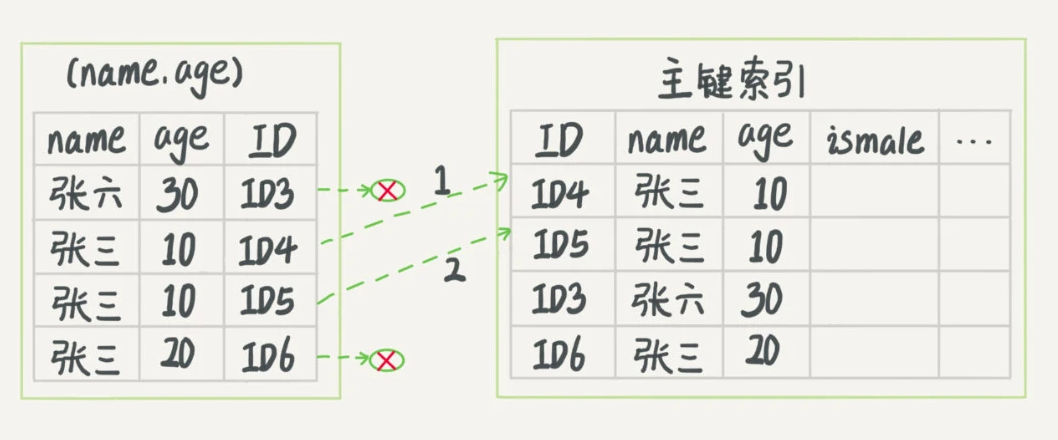 (name.age)
name age ID
张六 30 ID3
张三 10 ID4
张三 10 ID5
张三 20 ID6
1
2
主键索引
ID name age ismale ...
ID4 张三 10
ID5 张三 10
ID3 张六 30
ID6 张三 20